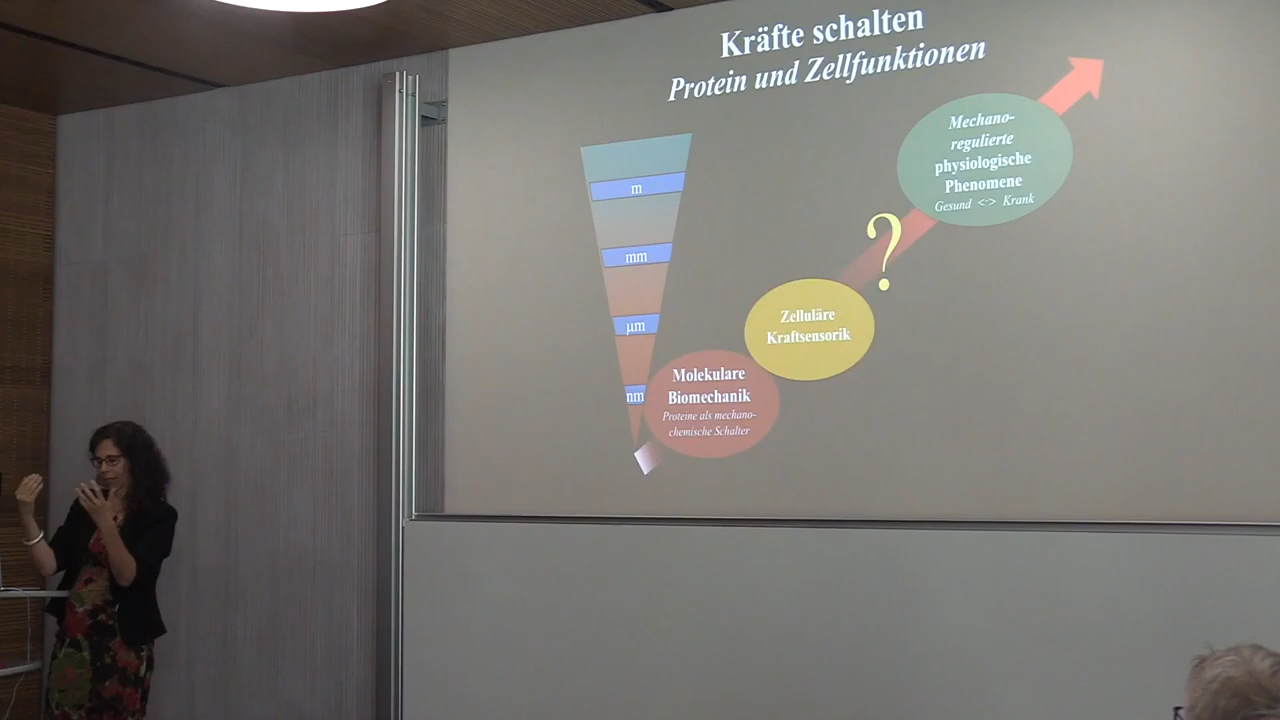 Kräfte schalten
Protein und Zellfunktionen
m
mm
µm
nm
Mechano-
regulierte
physiologische
Phenomene
Gesund <-> Krank
?
Zelluläre
Kraftsensorik
Molekulare
Biomechanik
Proteine als mechano-
chemische Schalter